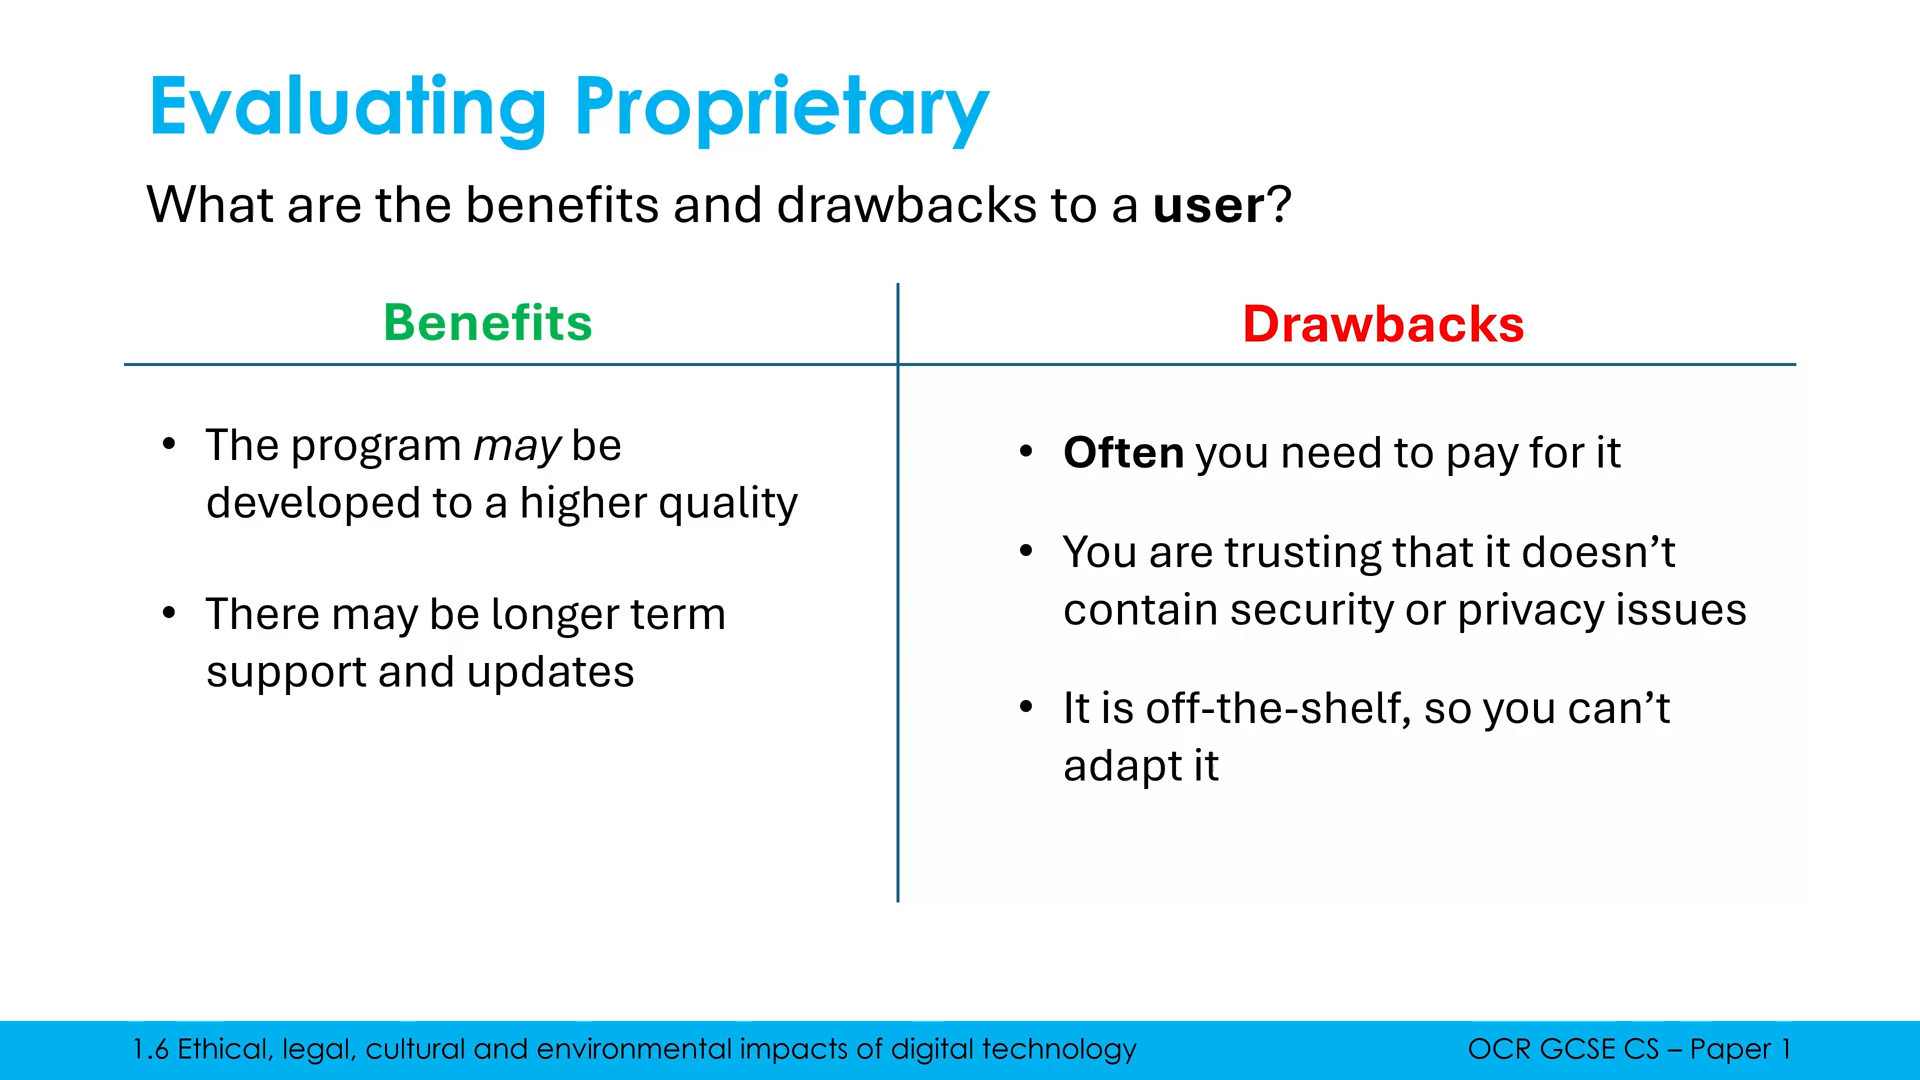 Evaluating Proprietary
What are the benefits and drawbacks to a user?
Benefits
• The program may be
developed to a higher quality
• There may be longer term
support and updates
Drawbacks
• Often you need to pay for it
• You are trusting that it doesn’t
contain security or privacy issues
• It is off-the-shelf, so you can’t
adapt it
1.6 Ethical, legal, cultural and environmental impacts of digital technology
OCR GCSE CS – Paper 1